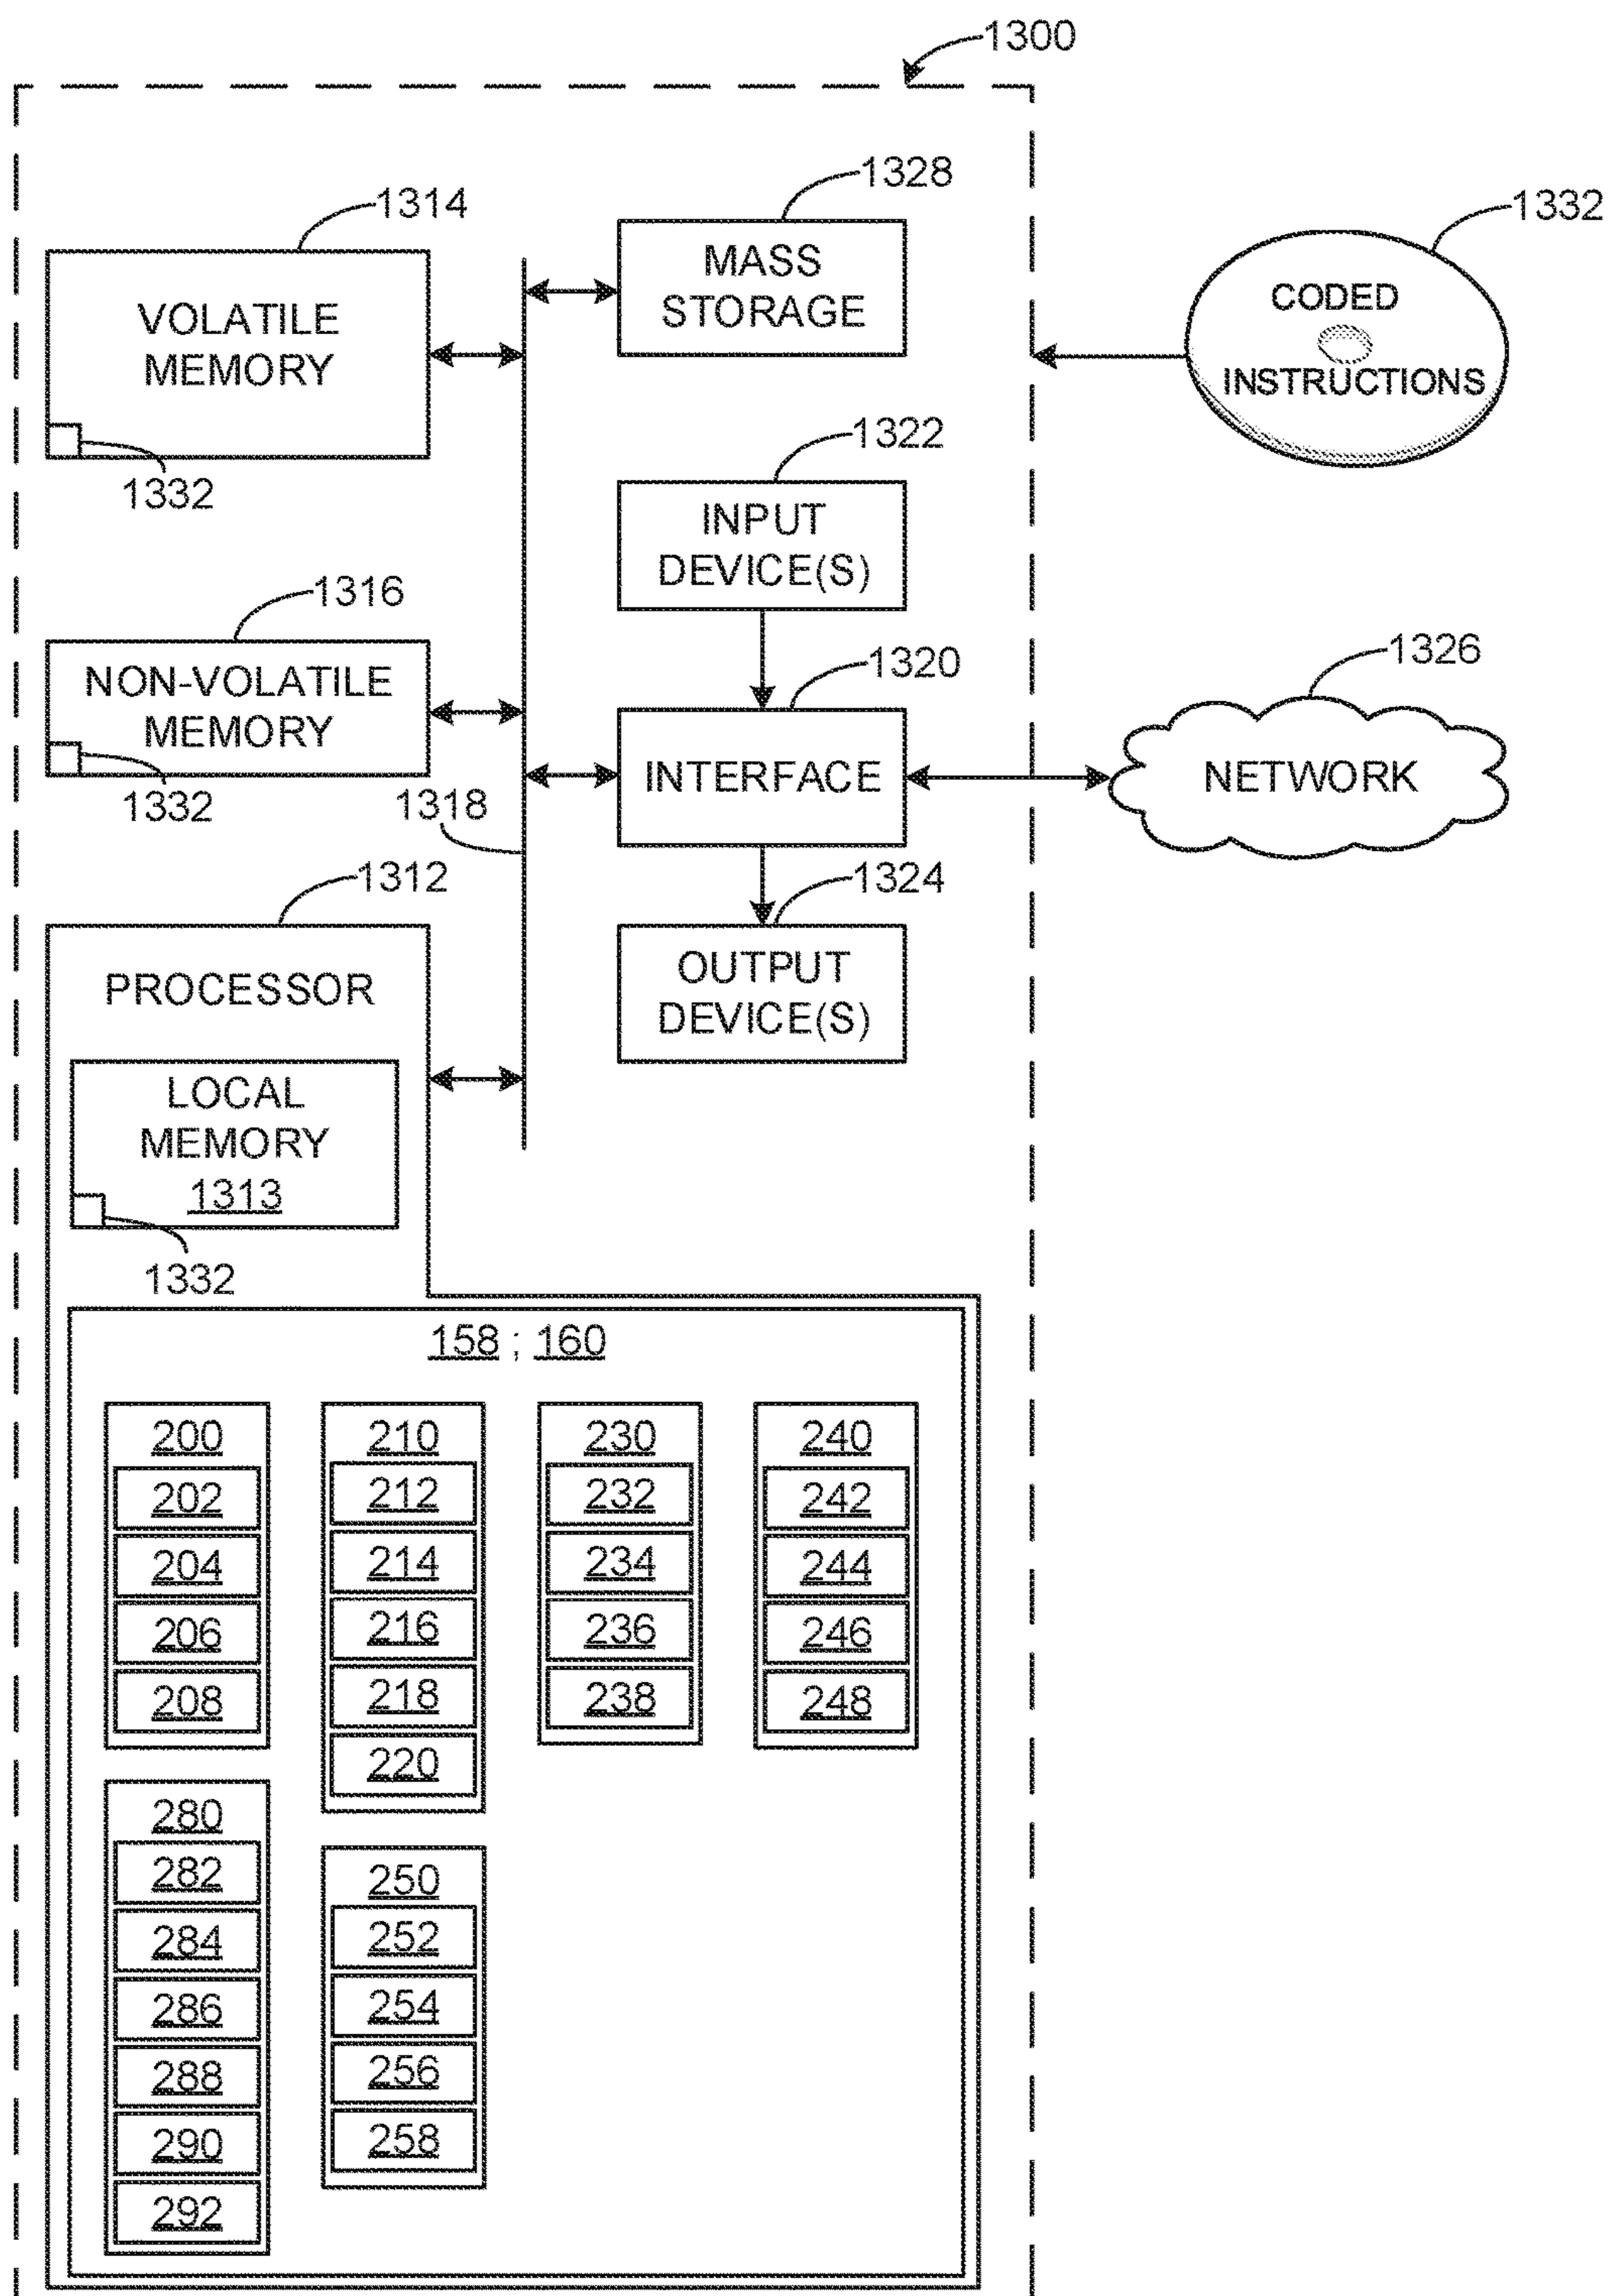 1300
1328
1314
1332
MASS
STORAGE
VOLATILE
MEMORY
CODED
INSTRUCTIONS
1322
1332
INPUT
DEVICE(S)
1316
1320
1326
NON-VOLATILE
MEMORY
INTERFACE
NETWORK
1332
1318
1312
1324
PROCESSOR
OUTPUT
DEVICE(S)
LOCAL
MEMORY
1313
1332
158 ; 160
200
202
204
206
208
210
212
214
216
218
220
230
232
234
236
238
240
242
244
246
248
280
282
284
286
288
290
292
250
252
254
256
258